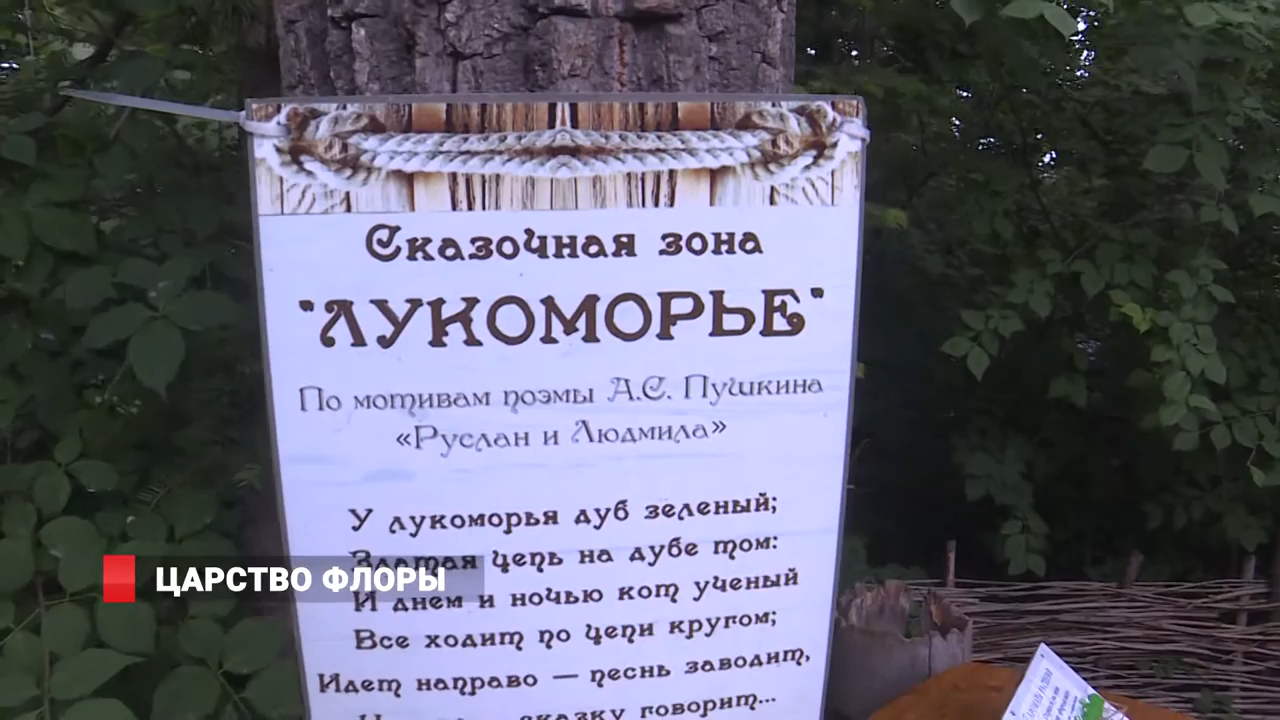 Сказочная зона
"ЛУКОМОРЬЕ"
По мотивам поэмы А.С. Пушкина
«Руслан и Людмила»
У лукоморья дуб зеленый;
Златая цепь на дубе том:
И днем и ночью кот ученый
Все ходит по цепи кругом;
Идет направо — песнь заводит,
сказку говорит...
ЦАРСТВО ФЛОРЫ